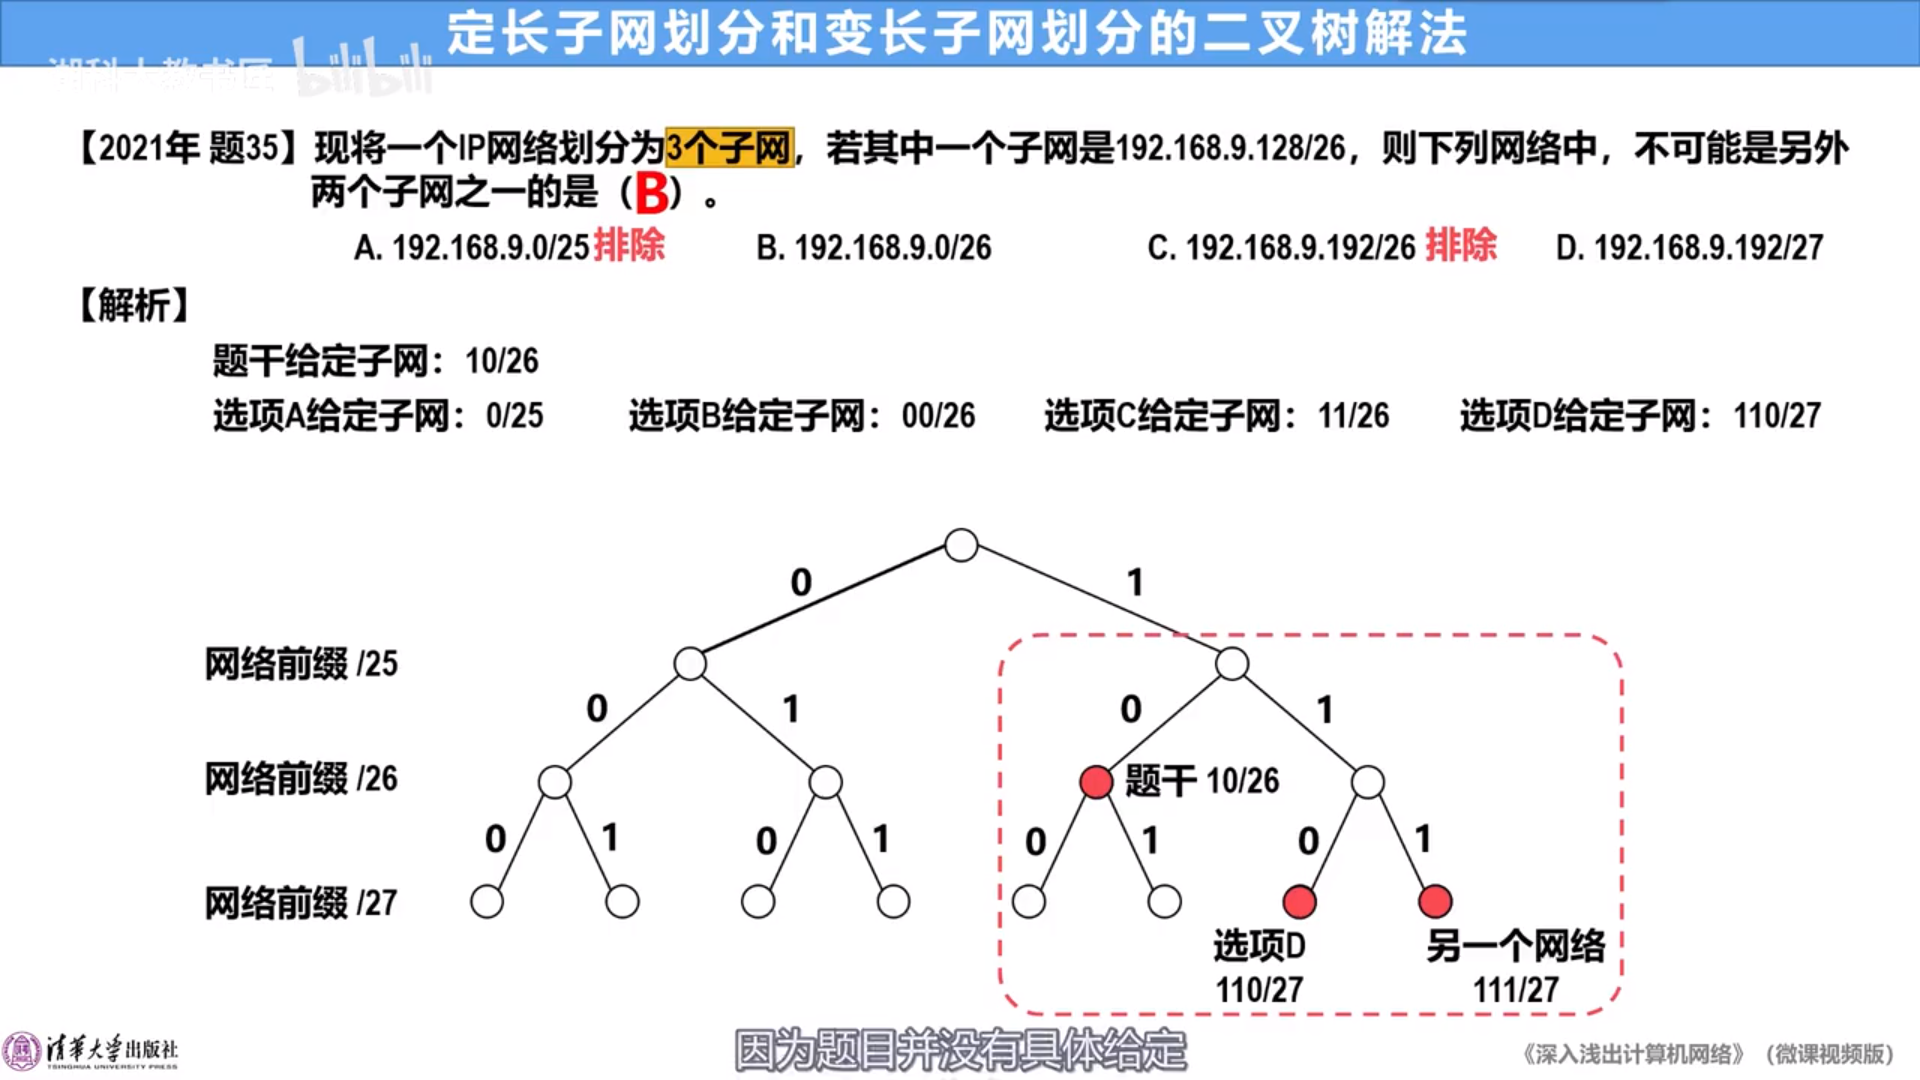 定长子网划分和变长子网划分的二叉树解法
bilibili
【2021年 题35】现将一个IP网络划分为3个子网，若其中一个子网是192.168.9.128/26，则下列网络中，不可能是另外
两个子网之一的是（B）。
A. 192.168.9.0/25 排除 B. 192.168.9.0/26 C. 192.168.9.192/26 排除 D. 192.168.9.192/27
【解析】
题干给定子网：10/26
选项A给定子网：0/25 选项B给定子网：00/26 选项C给定子网：11/26 选项D给定子网：110/27
0 1
网络前缀 /25
0 1 0 1
网络前缀 /26 题干 10/26
0 1 0 1 0 1 0 1
网络前缀 /27
选项D 另一个网络
110/27 111/27
因为题目并没有具体给定
清华大学出版社
TSINGHUA UNIVERSITY PRESS
《深入浅出计算机网络》（微课视频版）